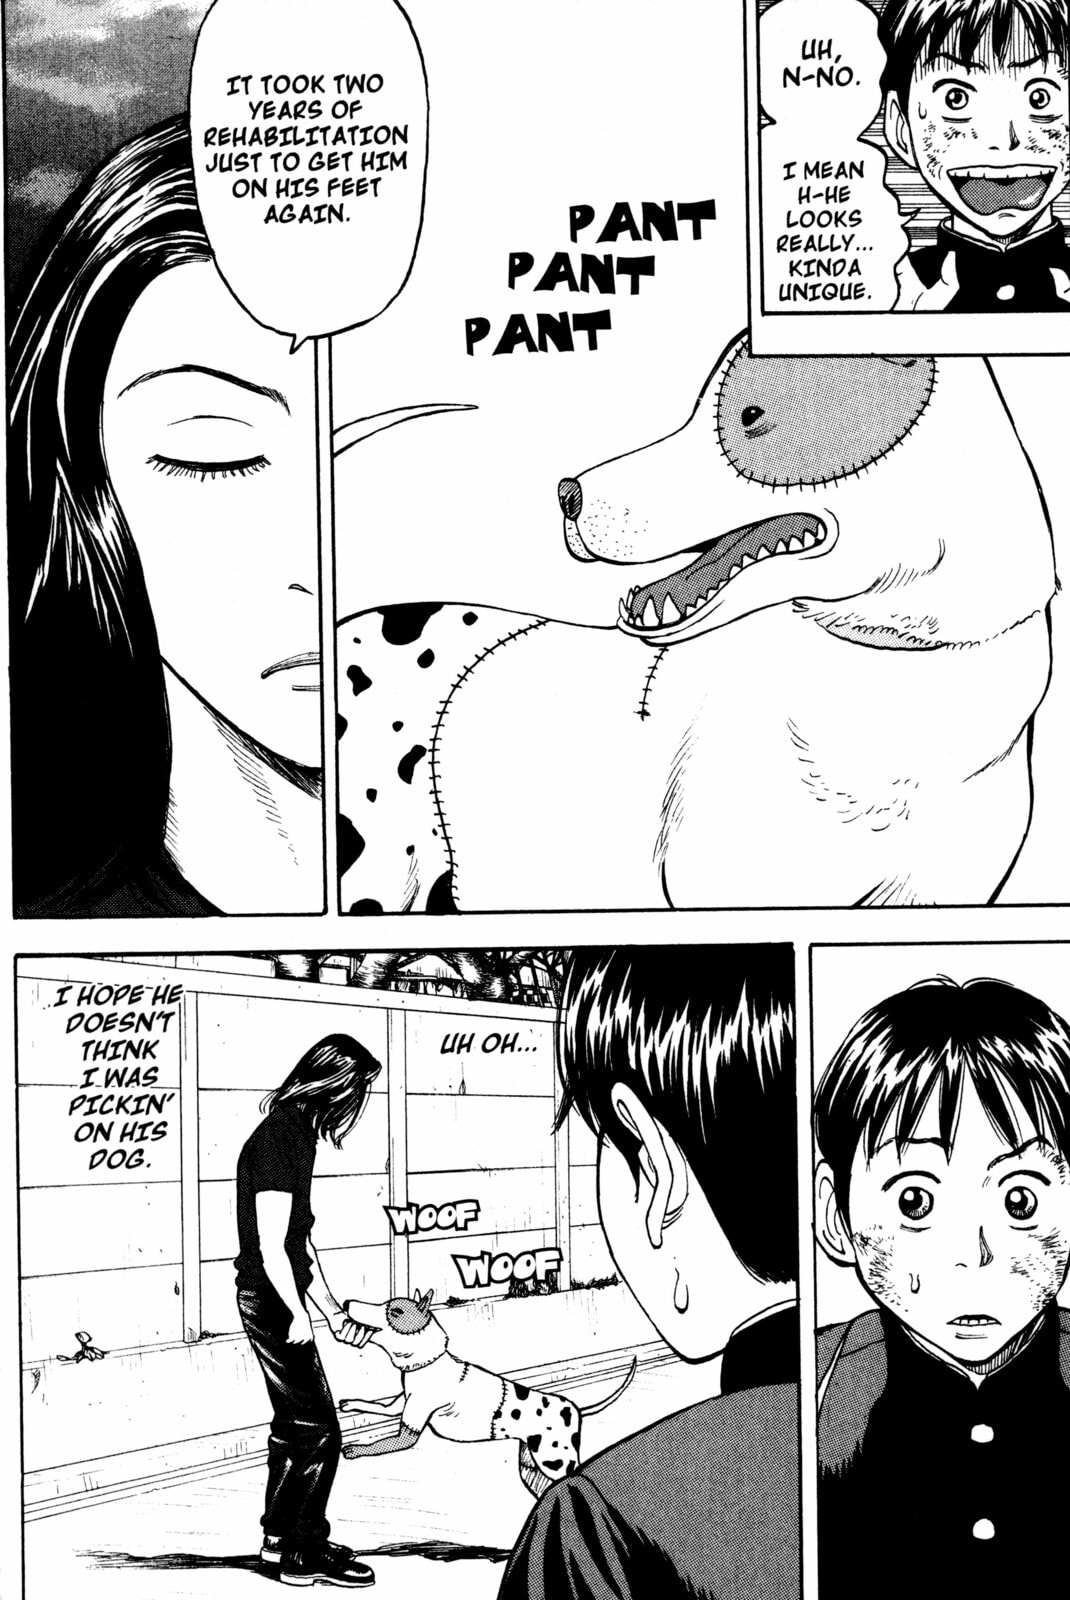 UH,
N-NO.
I MEAN
H-HE
LOOKS
REALLY...
KINDA
UNIQUE.
PANT
PANT
PANT
IT TOOK TWO
YEARS OF
REHABILITATION
JUST TO GET HIM
ON HIS FEET
AGAIN.
UH OH...
WOOF
WOOF
I HOPE HE
DOESN'T
THINK
I WAS
PICKIN'
ON HIS
DOG.